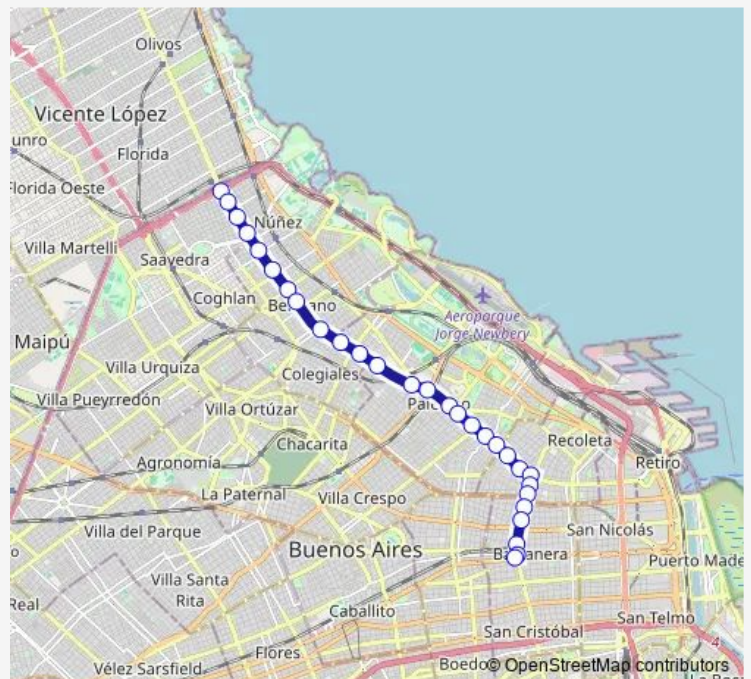 Olivos
Vicente López
unro
Florida
Florida Oeste
Núñez
Villa Martelli
Saavedra
Coghlan
Aeroparque
Jorge Newbery
Maipú
Villa Urquiza
Colegiales
Villa Pueyrredón
Villa Ortúzar
Chacarita
Recoleta
Agronomía
Retiro
La Paternal
Villa Crespo
Villa del Parque
San Nicolás
Buenos Aires
Puerto Made
Villa Santa
Rita
Real
Caballito
San Telmo
San Cristóbal
4
Flores
Vélez Sarsfield
Boedo
© OpenStreetMap contributors